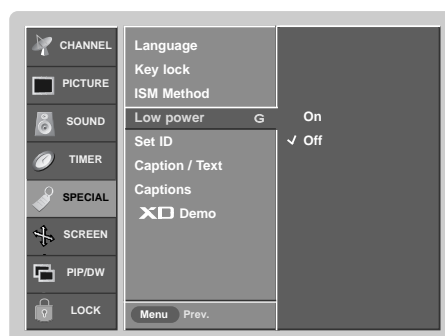 CHANNEL
PICTURE
SOUND
TIMER
SPECIAL
SCREEN
PIP/DW
LOCK
Language
Key lock
ISM Method
Low power G
Set ID
Caption / Text
Captions
XD Demo
Menu Prev.
On
✓ Off